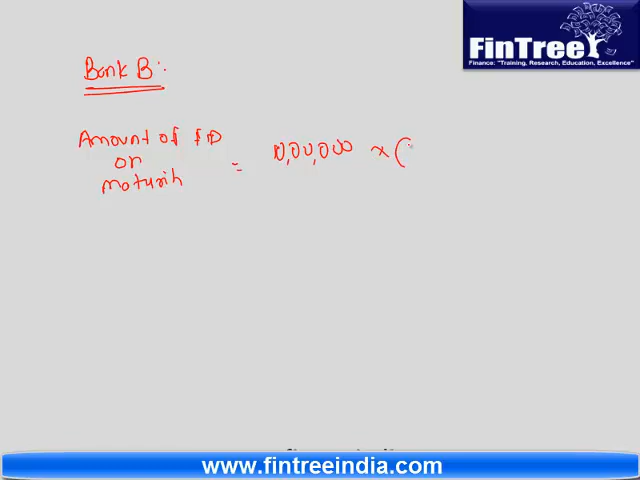 FinTree
Finance: "Training, Research, Education, Excellence"
Bank B:
Amount of FD
on
maturity
= 10,00,000 × (
www.fintreeindia.com